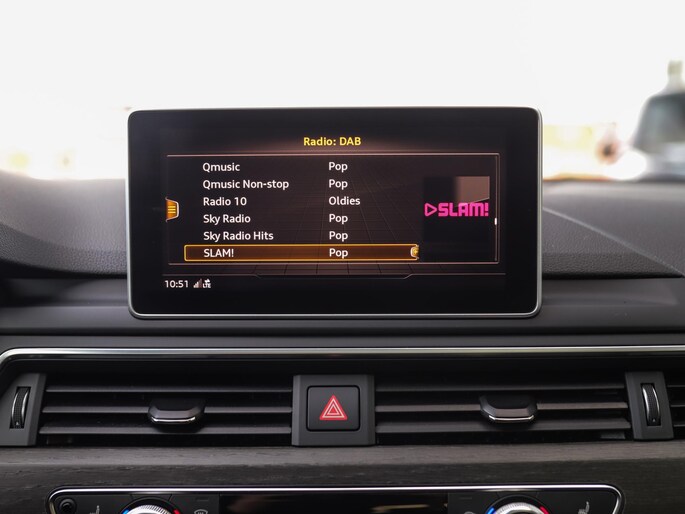 Radio: DAB
Qmusic Pop
Qmusic Non-stop Pop
Radio 10 Oldies
Sky Radio Pop
Sky Radio Hits Pop
SLAM! Pop
SLAM!
10:51 LTE